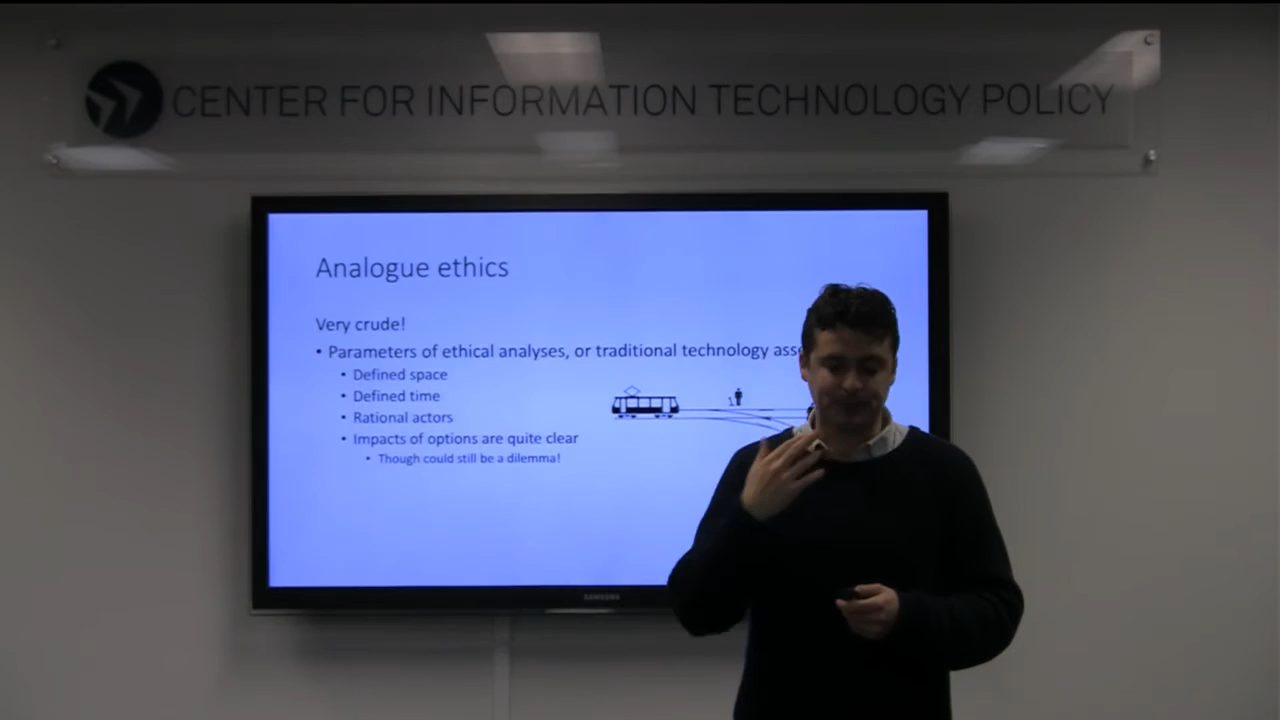 CENTER FOR INFORMATION TECHNOLOGY POLICY
Analogue ethics
Very crude!
• Parameters of ethical analyses, or traditional technology
• Defined space
• Defined time
• Rational actors
• Impacts of options are quite clear
• Though could still be a dilemma!
SAMSUNG